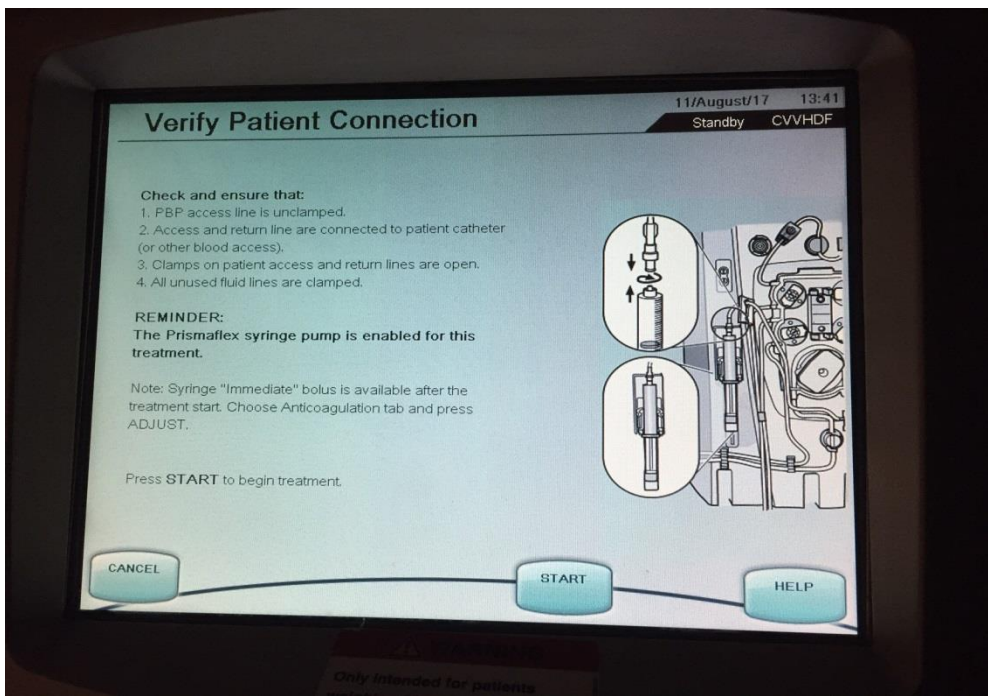 11/August/17 13:41
Verify Patient Connection
Standby CVVHDF
Check and ensure that:
1. PBP access line is unclamped.
2. Access and return line are connected to patient catheter
(or other blood access).
3. Clamps on patient access and return lines are open.
4. All unused fluid lines are clamped.
REMINDER:
The Prismaflex syringe pump is enabled for this
treatment.
Note: Syringe "Immediate" bolus is available after the
treatment start. Choose Anticoagulation tab and press
ADJUST.
Press START to begin treatment.
CANCEL
START
HELP
Only intended for patients